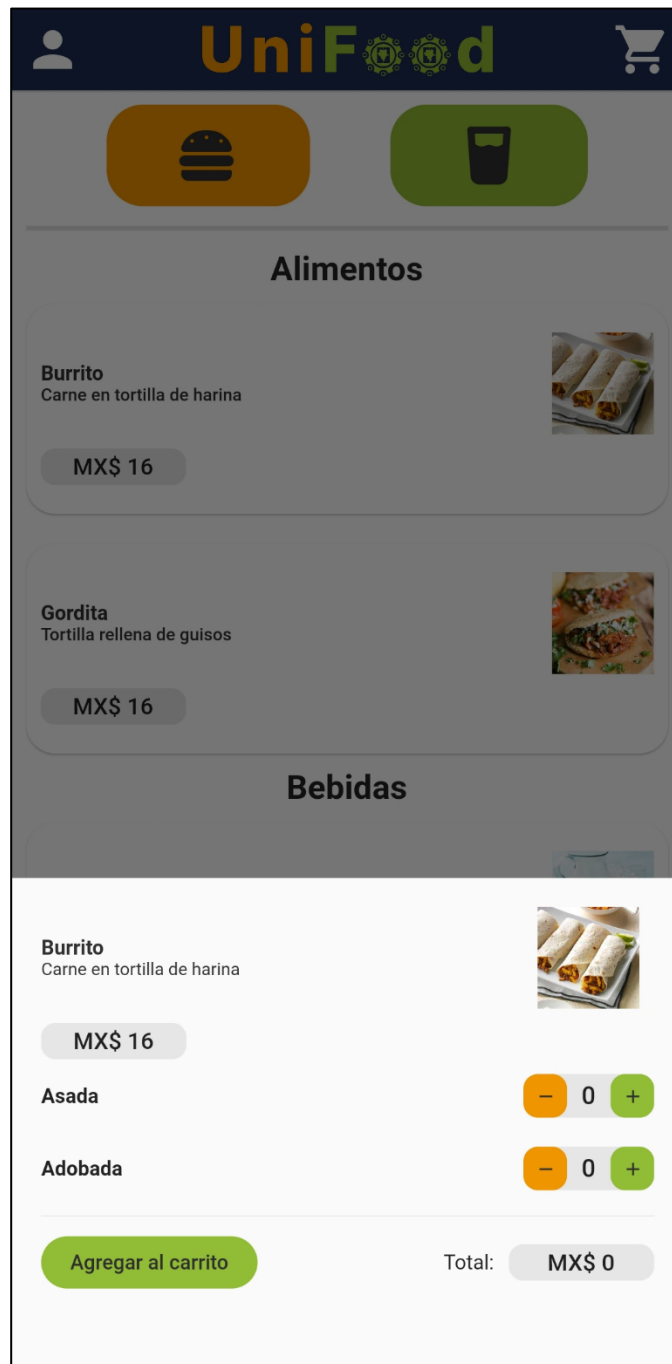 UniFood
Alimentos
Burrito
Carne en tortilla de harina
MX$ 16
Gordita
Tortilla rellena de guisos
MX$ 16
Bebidas
Burrito
Carne en tortilla de harina
MX$ 16
Asada
− 0 +
Adobada
− 0 +
Agregar al carrito
Total: MX$ 0